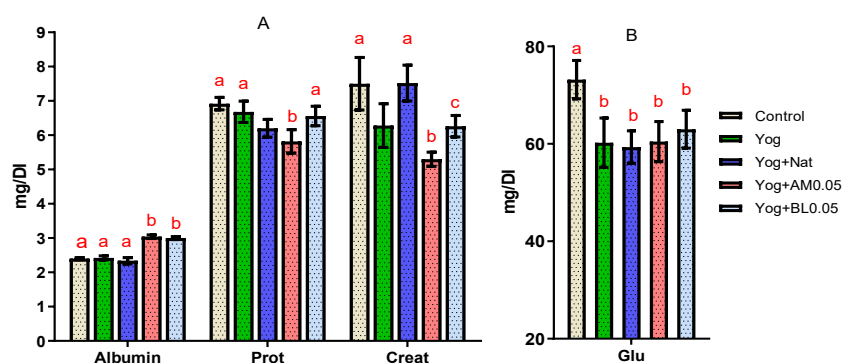 A
mg/Dl
9
8
7
6
5
4
3
2
1
0
a a a b b
a a b a
a a b c
Albumin Prot Creat
B
mg/Dl
80
60
40
20
a b b b b
Glu
Control
Yog
Yog+Nat
Yog+AM0.05
Yog+BL0.05